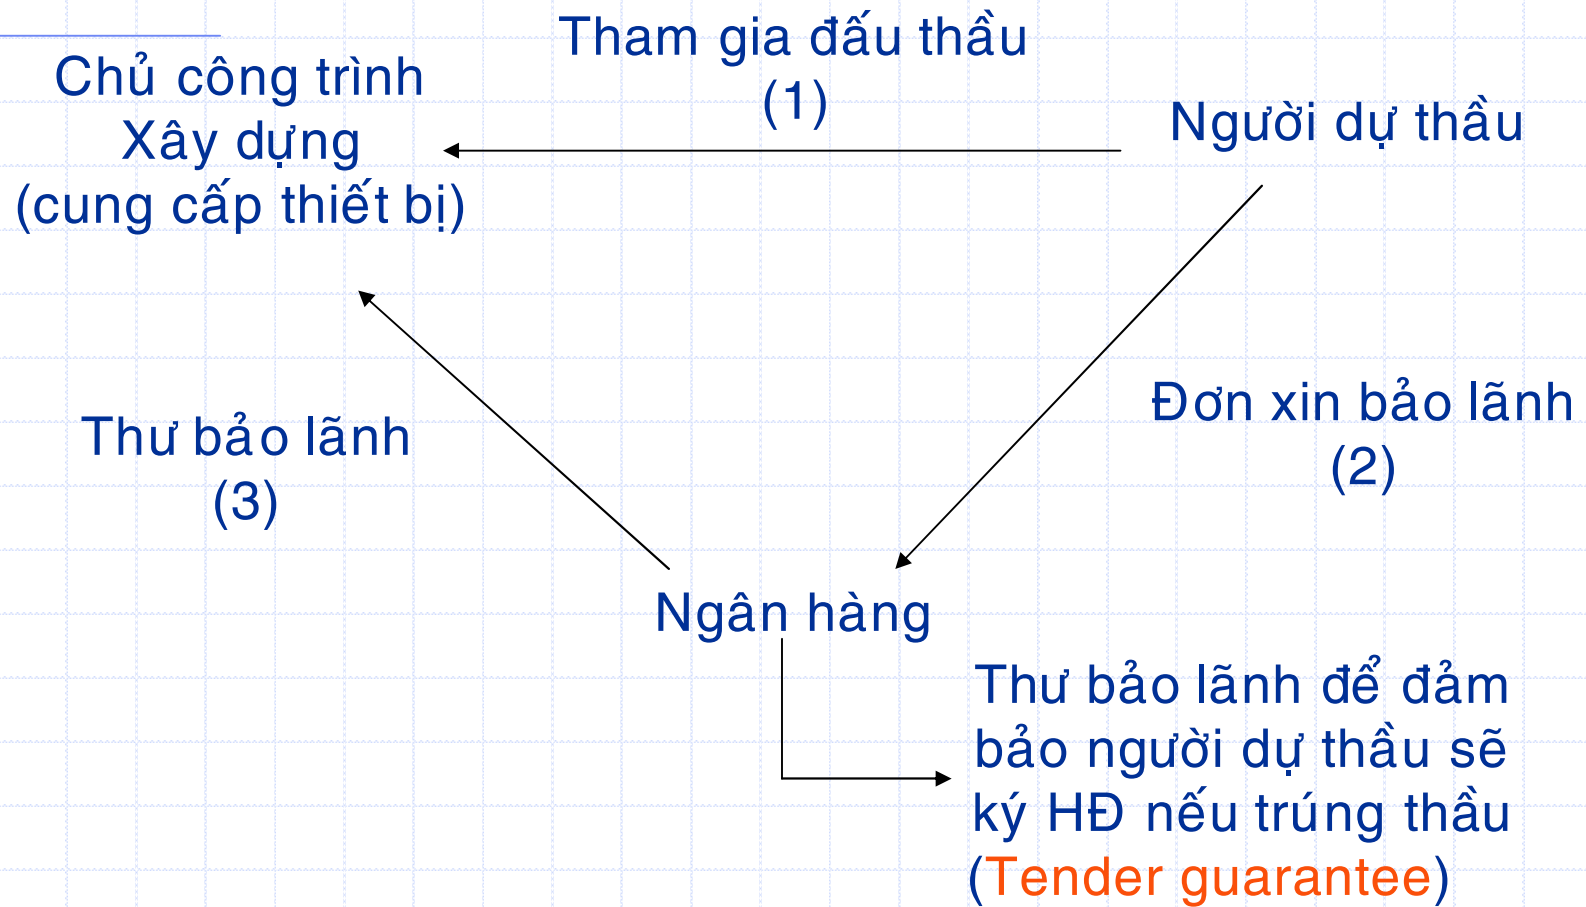 Tham gia đấu thầu
(1)
Chủ công trình
Xây dựng
(cung cấp thiết bị)
Người dự thầu
Đơn xin bảo lãnh
(2)
Thư bảo lãnh
(3)
Ngân hàng
Thư bảo lãnh để đảm
bảo người dự thầu sẽ
ký HĐ nếu trúng thầu
(Tender guarantee)